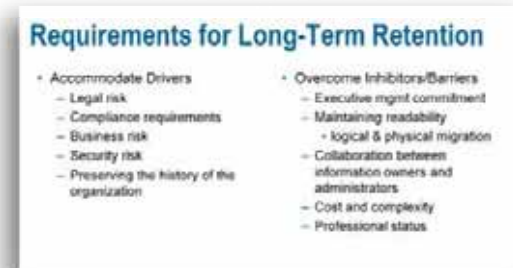 Requirements for Long-Term Retention
• Accommodate Drivers
– Legal risk
– Compliance requirements
– Business risk
– Security risk
– Preserving the history of the
organization
• Overcome Inhibitors/Barriers
– Executive mgmt commitment
– Maintaining readability
• logical & physical migration
– Collaboration between
information owners and
administrators
– Cost and complexity
– Professional status